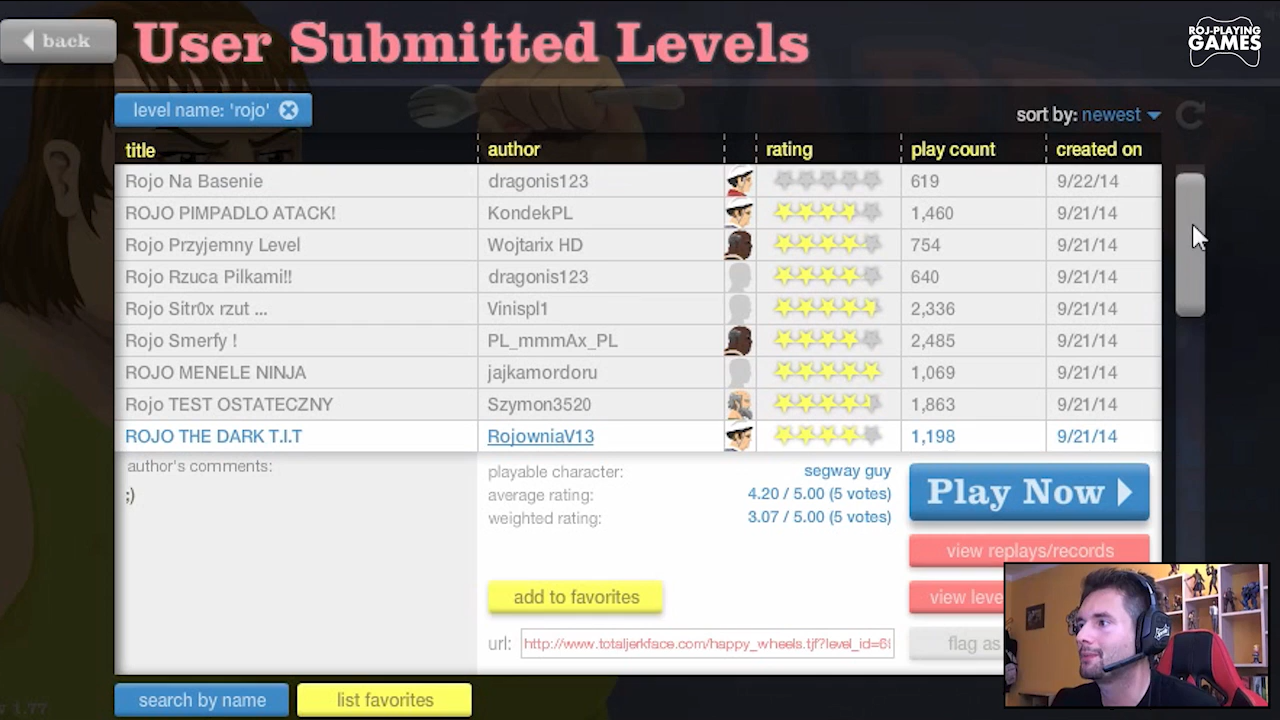 back
User Submitted Levels
ROJ-PLAYING
GAMES
level name: 'rojo'
sort by: newest
title author rating play count created on
Rojo Na Basenie dragonis123 619 9/22/14
ROJO PIMPADLO ATACK! KondekPL 1,460 9/21/14
Rojo Przyjemny Level Wojtarix HD 754 9/21/14
Rojo Rzuca Pilkami!! dragonis123 640 9/21/14
Rojo Sitr0x rzut ... Vinispl1 2,336 9/21/14
Rojo Smerfy ! PL_mmmAx_PL 2,485 9/21/14
ROJO MENELE NINJA jajkamordoru 1,069 9/21/14
Rojo TEST OSTATECZNY Szymon3520 1,863 9/21/14
ROJO THE DARK T.I.T RojowniaV13 1,198 9/21/14
author's comments:
;)
playable character: segway guy
average rating: 4.20 / 5.00 (5 votes)
weighted rating: 3.07 / 5.00 (5 votes)
Play Now
view replays/records
add to favorites
view leve
url: http://www.totaljerkface.com/happy_wheels.tjf?level_id=6
flag as
search by name
list favorites
1.77